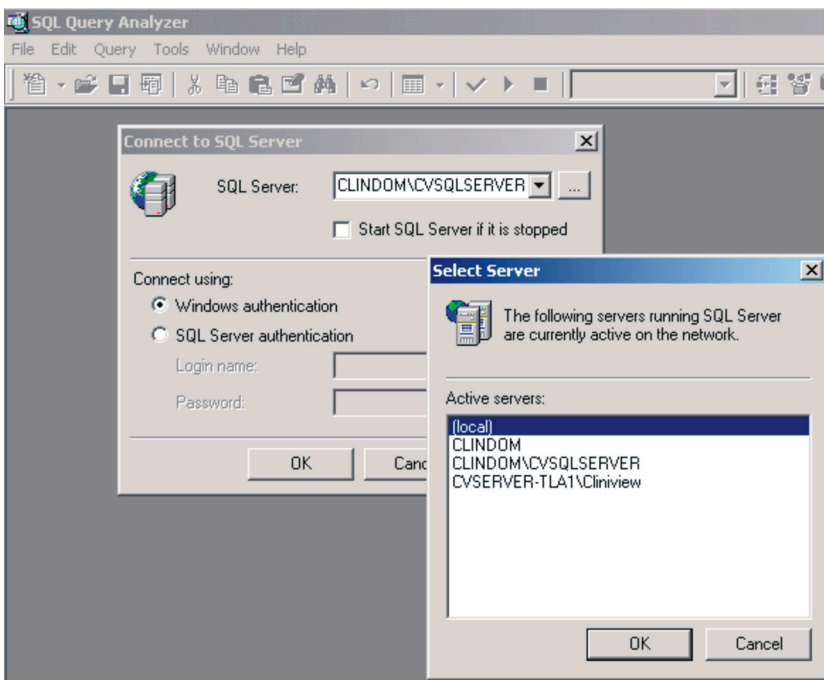 SQL Query Analyzer
File Edit Query Tools Window Help
Connect to SQL Server
SQL Server: CLINDOM\CVSQLSERVER ...
Start SQL Server if it is stopped
Connect using:
Windows authentication
SQL Server authentication
Login name:
Password:
OK
Select Server
The following servers running SQL Server
are currently active on the network.
Active servers:
(local)
CLINDOM
CLINDOM\CVSQLSERVER
CVSERVER-TLA1\Cliniview
OK Cancel